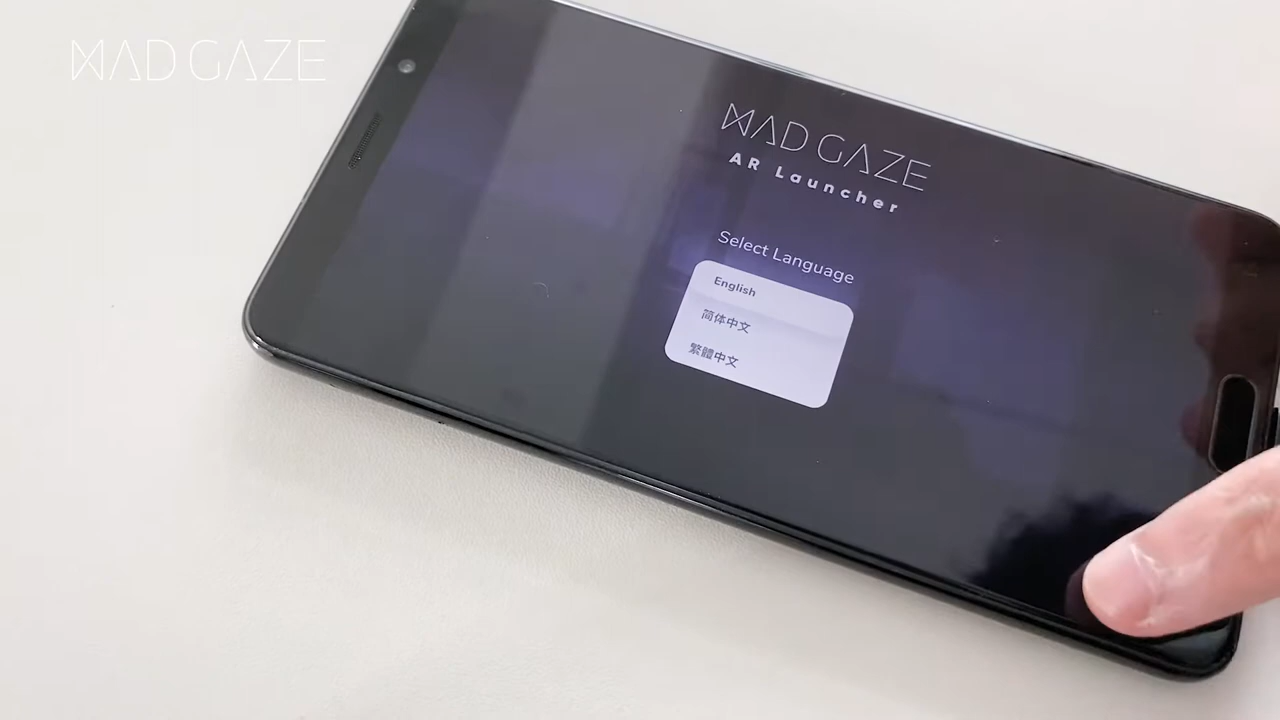 MAD GAZE
MAD GAZE
AR Launcher
Select Language
English
简体中文
繁體中文